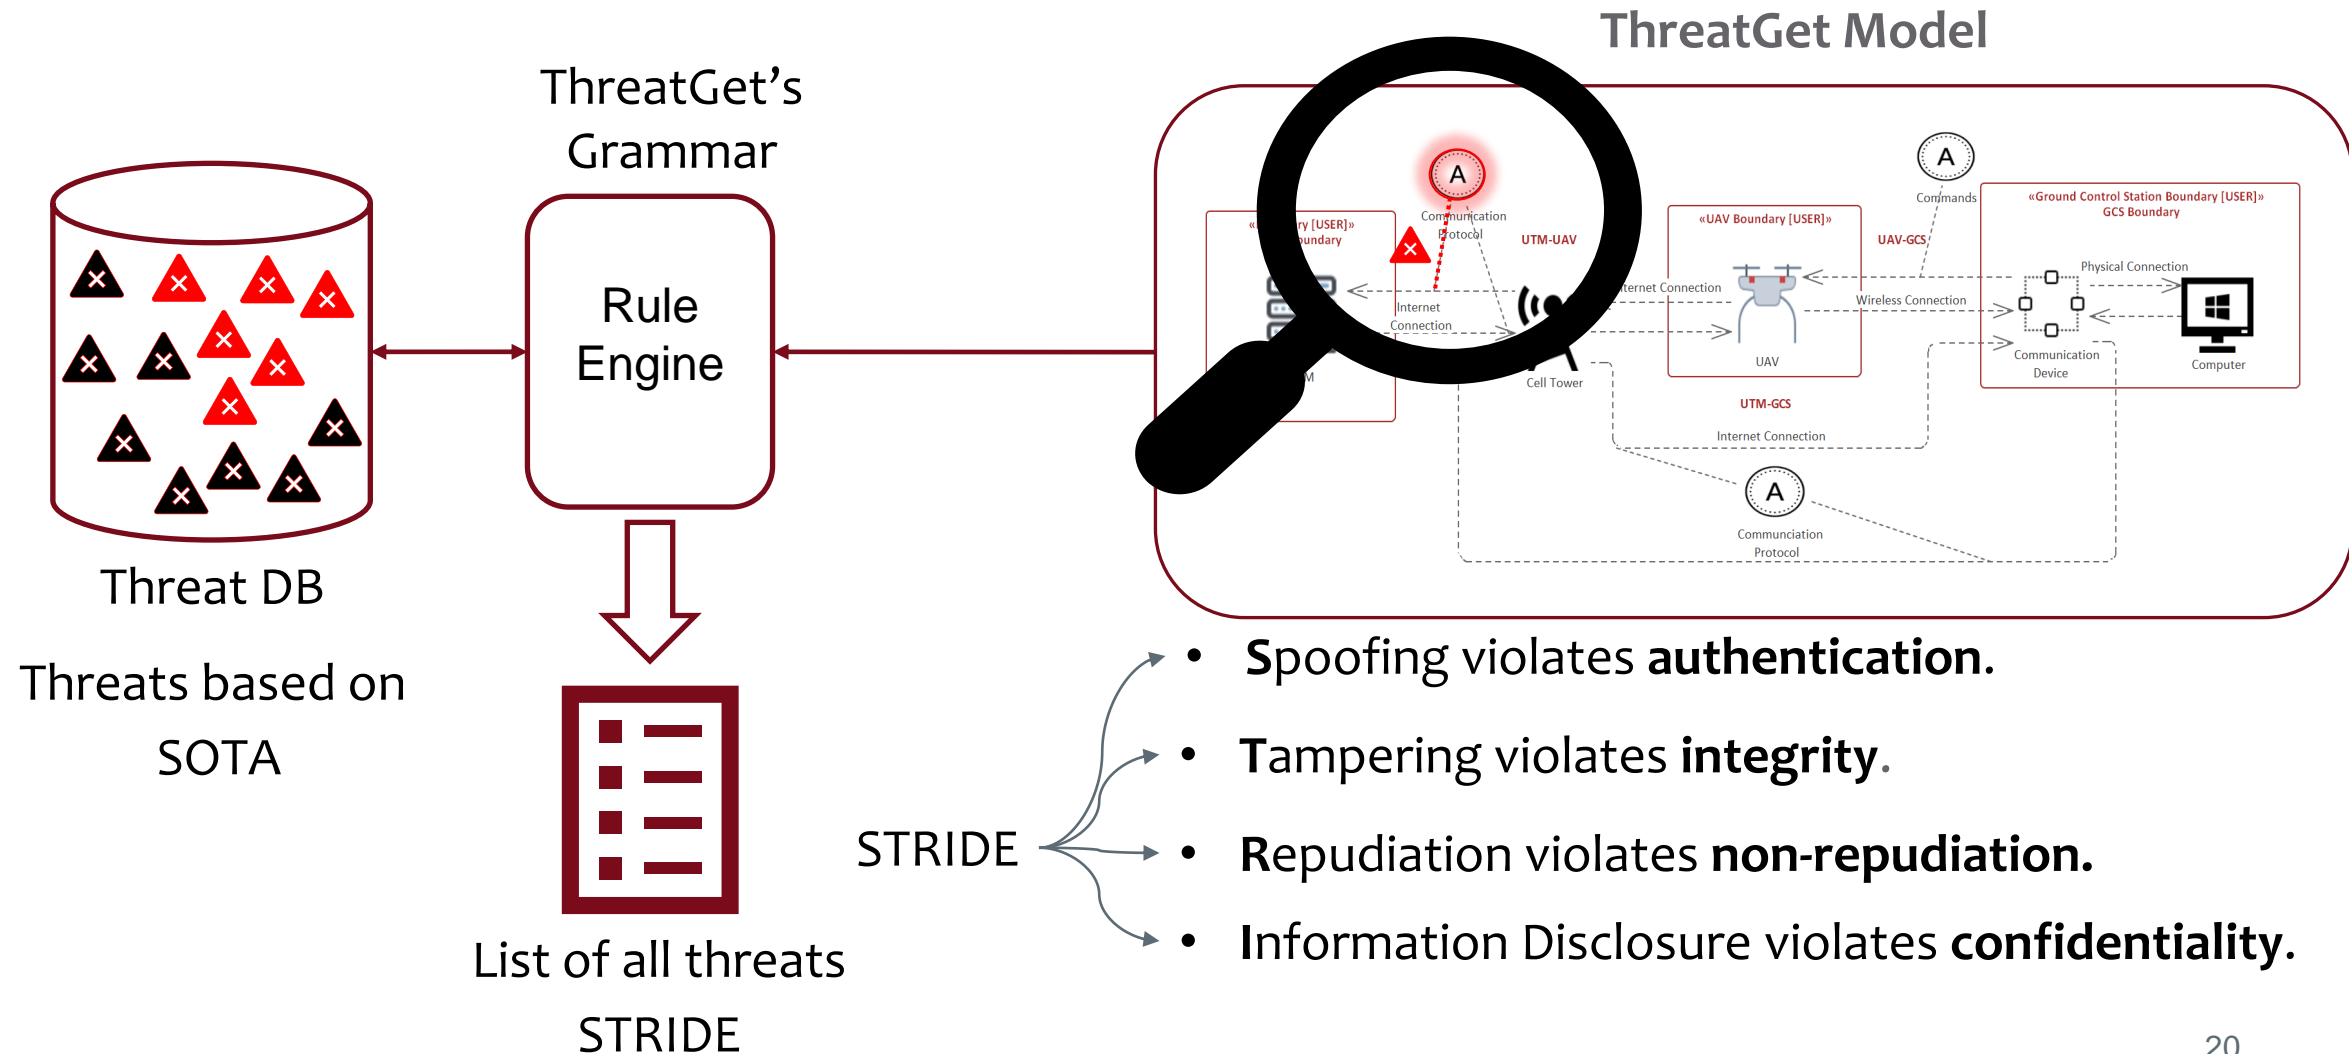 ThreatGet Model
ThreatGet's
Grammar
Rule
Engine
Threat DB
Threats based on
SOTA
List of all threats
STRIDE
A
Communication
Protocol
UTM-UAV
Internet
Connection
Cell Tower
«UAV Boundary [USER]»
Internet Connection
UAV
UAV-GCS
A
Commands
Wireless Connection
«Ground Control Station Boundary [USER]»
GCS Boundary
Physical Connection
Communication
Device
Computer
UTM-GCS
Internet Connection
A
Communciation
Protocol
STRIDE
• Spoofing violates authentication.
• Tampering violates integrity.
• Repudiation violates non-repudiation.
• Information Disclosure violates confidentiality.
20